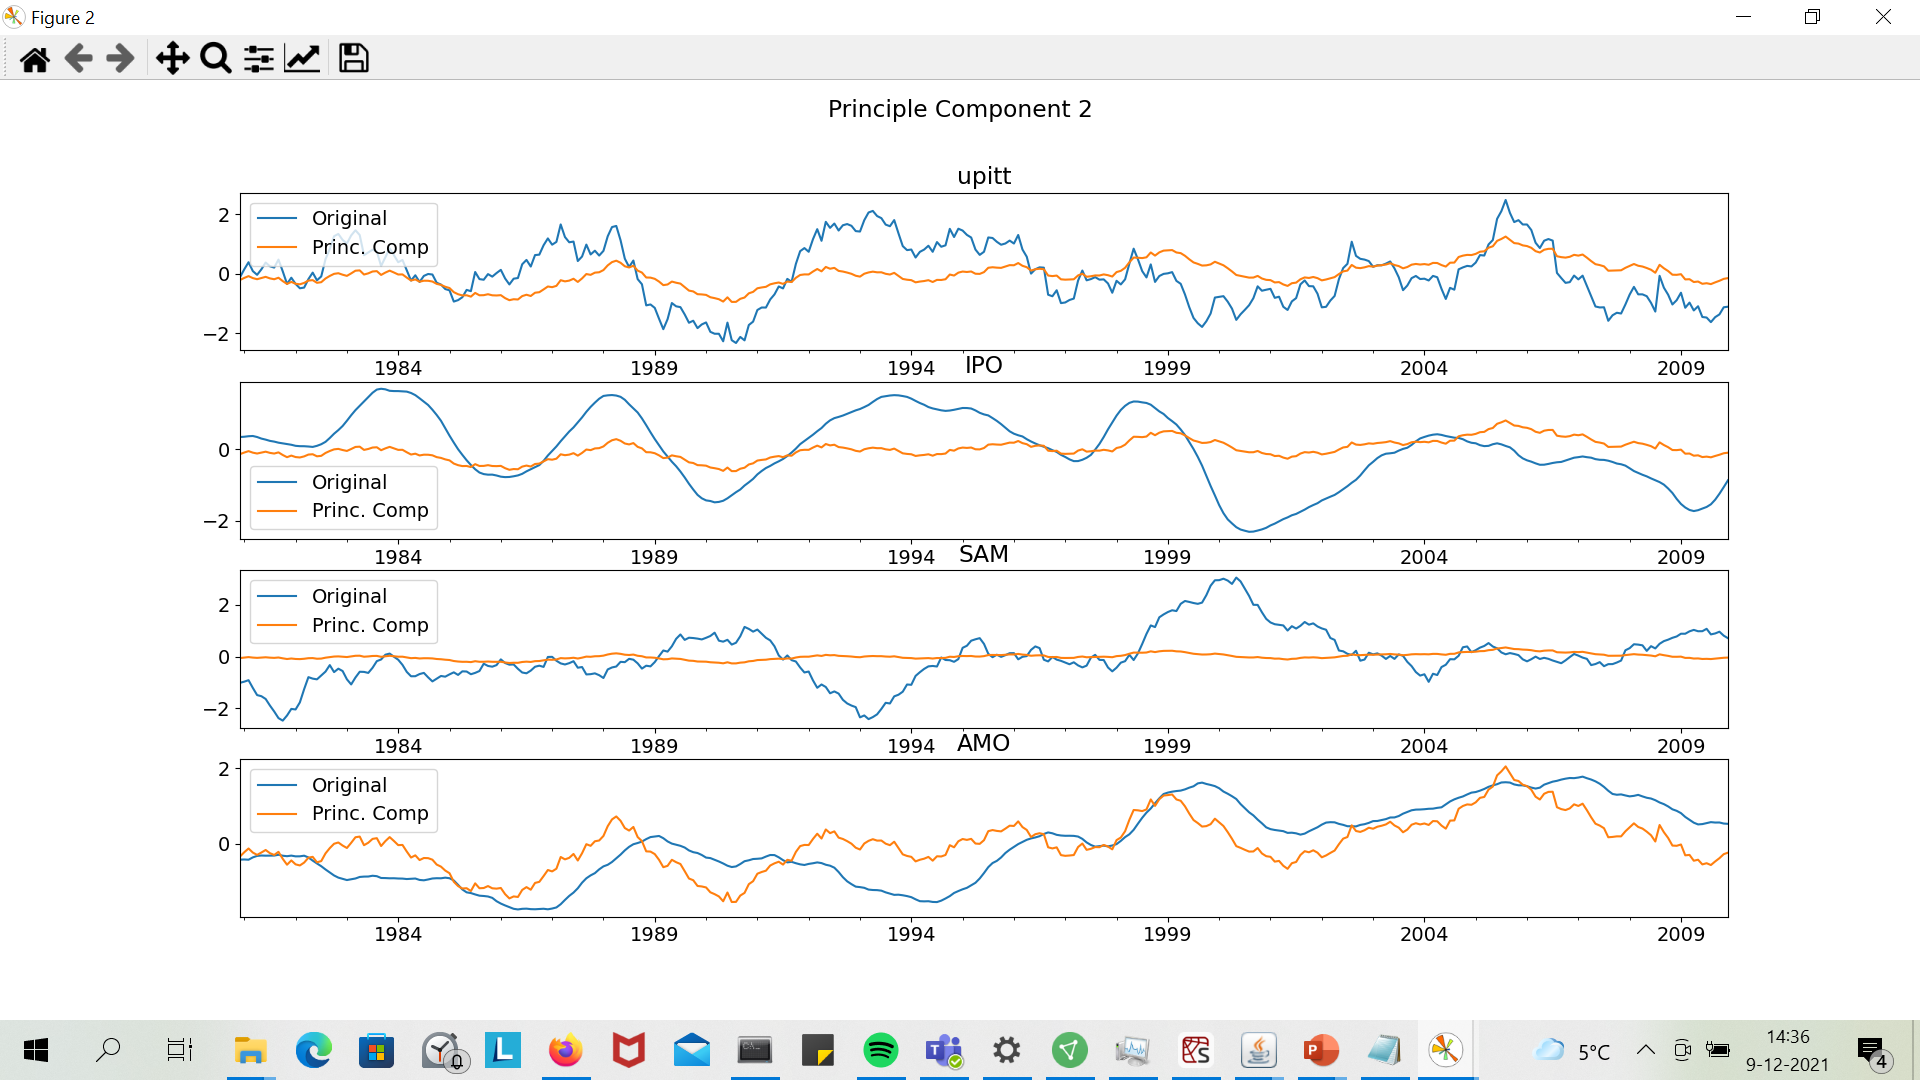 Figure 2
Principle Component 2
upitt
Original
Princ. Comp
2
0
−2
1984 1989 1994 1999 2004 2009
IPO
Original
Princ. Comp
0
−2
1984 1989 1994 1999 2004 2009
SAM
Original
Princ. Comp
2
0
−2
1984 1989 1994 1999 2004 2009
AMO
Original
Princ. Comp
2
0
1984 1989 1994 1999 2004 2009
L
C:\_
S
P
5°C
14:36
9-12-2021
4